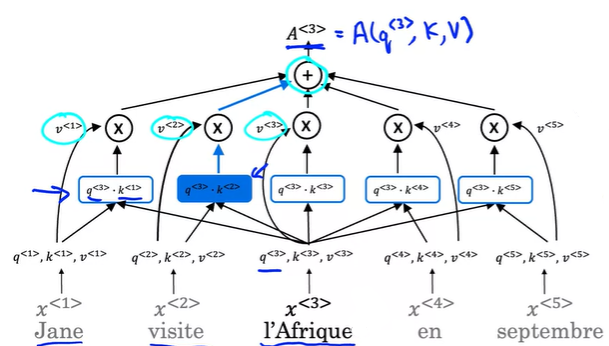 A<3> = A(q<3>, K, V)
+
v<1> X v<2> X v<3> X X v<4> X v<5>
q<3> · k<1> q<3> · k<2> q<3> · k<3> q<3> · k<4> q<3> · k<5>
q<1>, k<1>, v<1> q<2>, k<2>, v<2> q<3>, k<3>, v<3> q<4>, k<4>, v<4> q<5>, k<5>, v<5>
x<1> x<2> x<3> x<4> x<5>
Jane visite l'Afrique en septembre